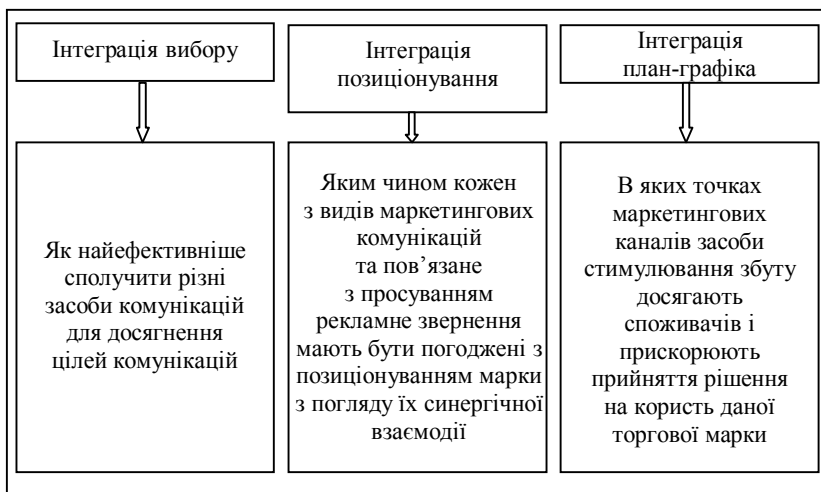 Інтеграція вибору
Як найефективніше
сполучити різні
засоби комунікацій
для досягнення
цілей комунікацій
Інтеграція
позиціонування
Яким чином кожен
з видів маркетингових
комунікацій
та пов’язане
з просуванням
рекламне звернення
мають бути погоджені з
позиціонуванням марки
з погляду їх синергічної
взаємодії
Інтеграція
план-графіка
В яких точках
маркетингових
каналів засоби
стимулювання збуту
досягають
споживачів і
прискорюють
прийняття рішення
на користь даної
торгової марки